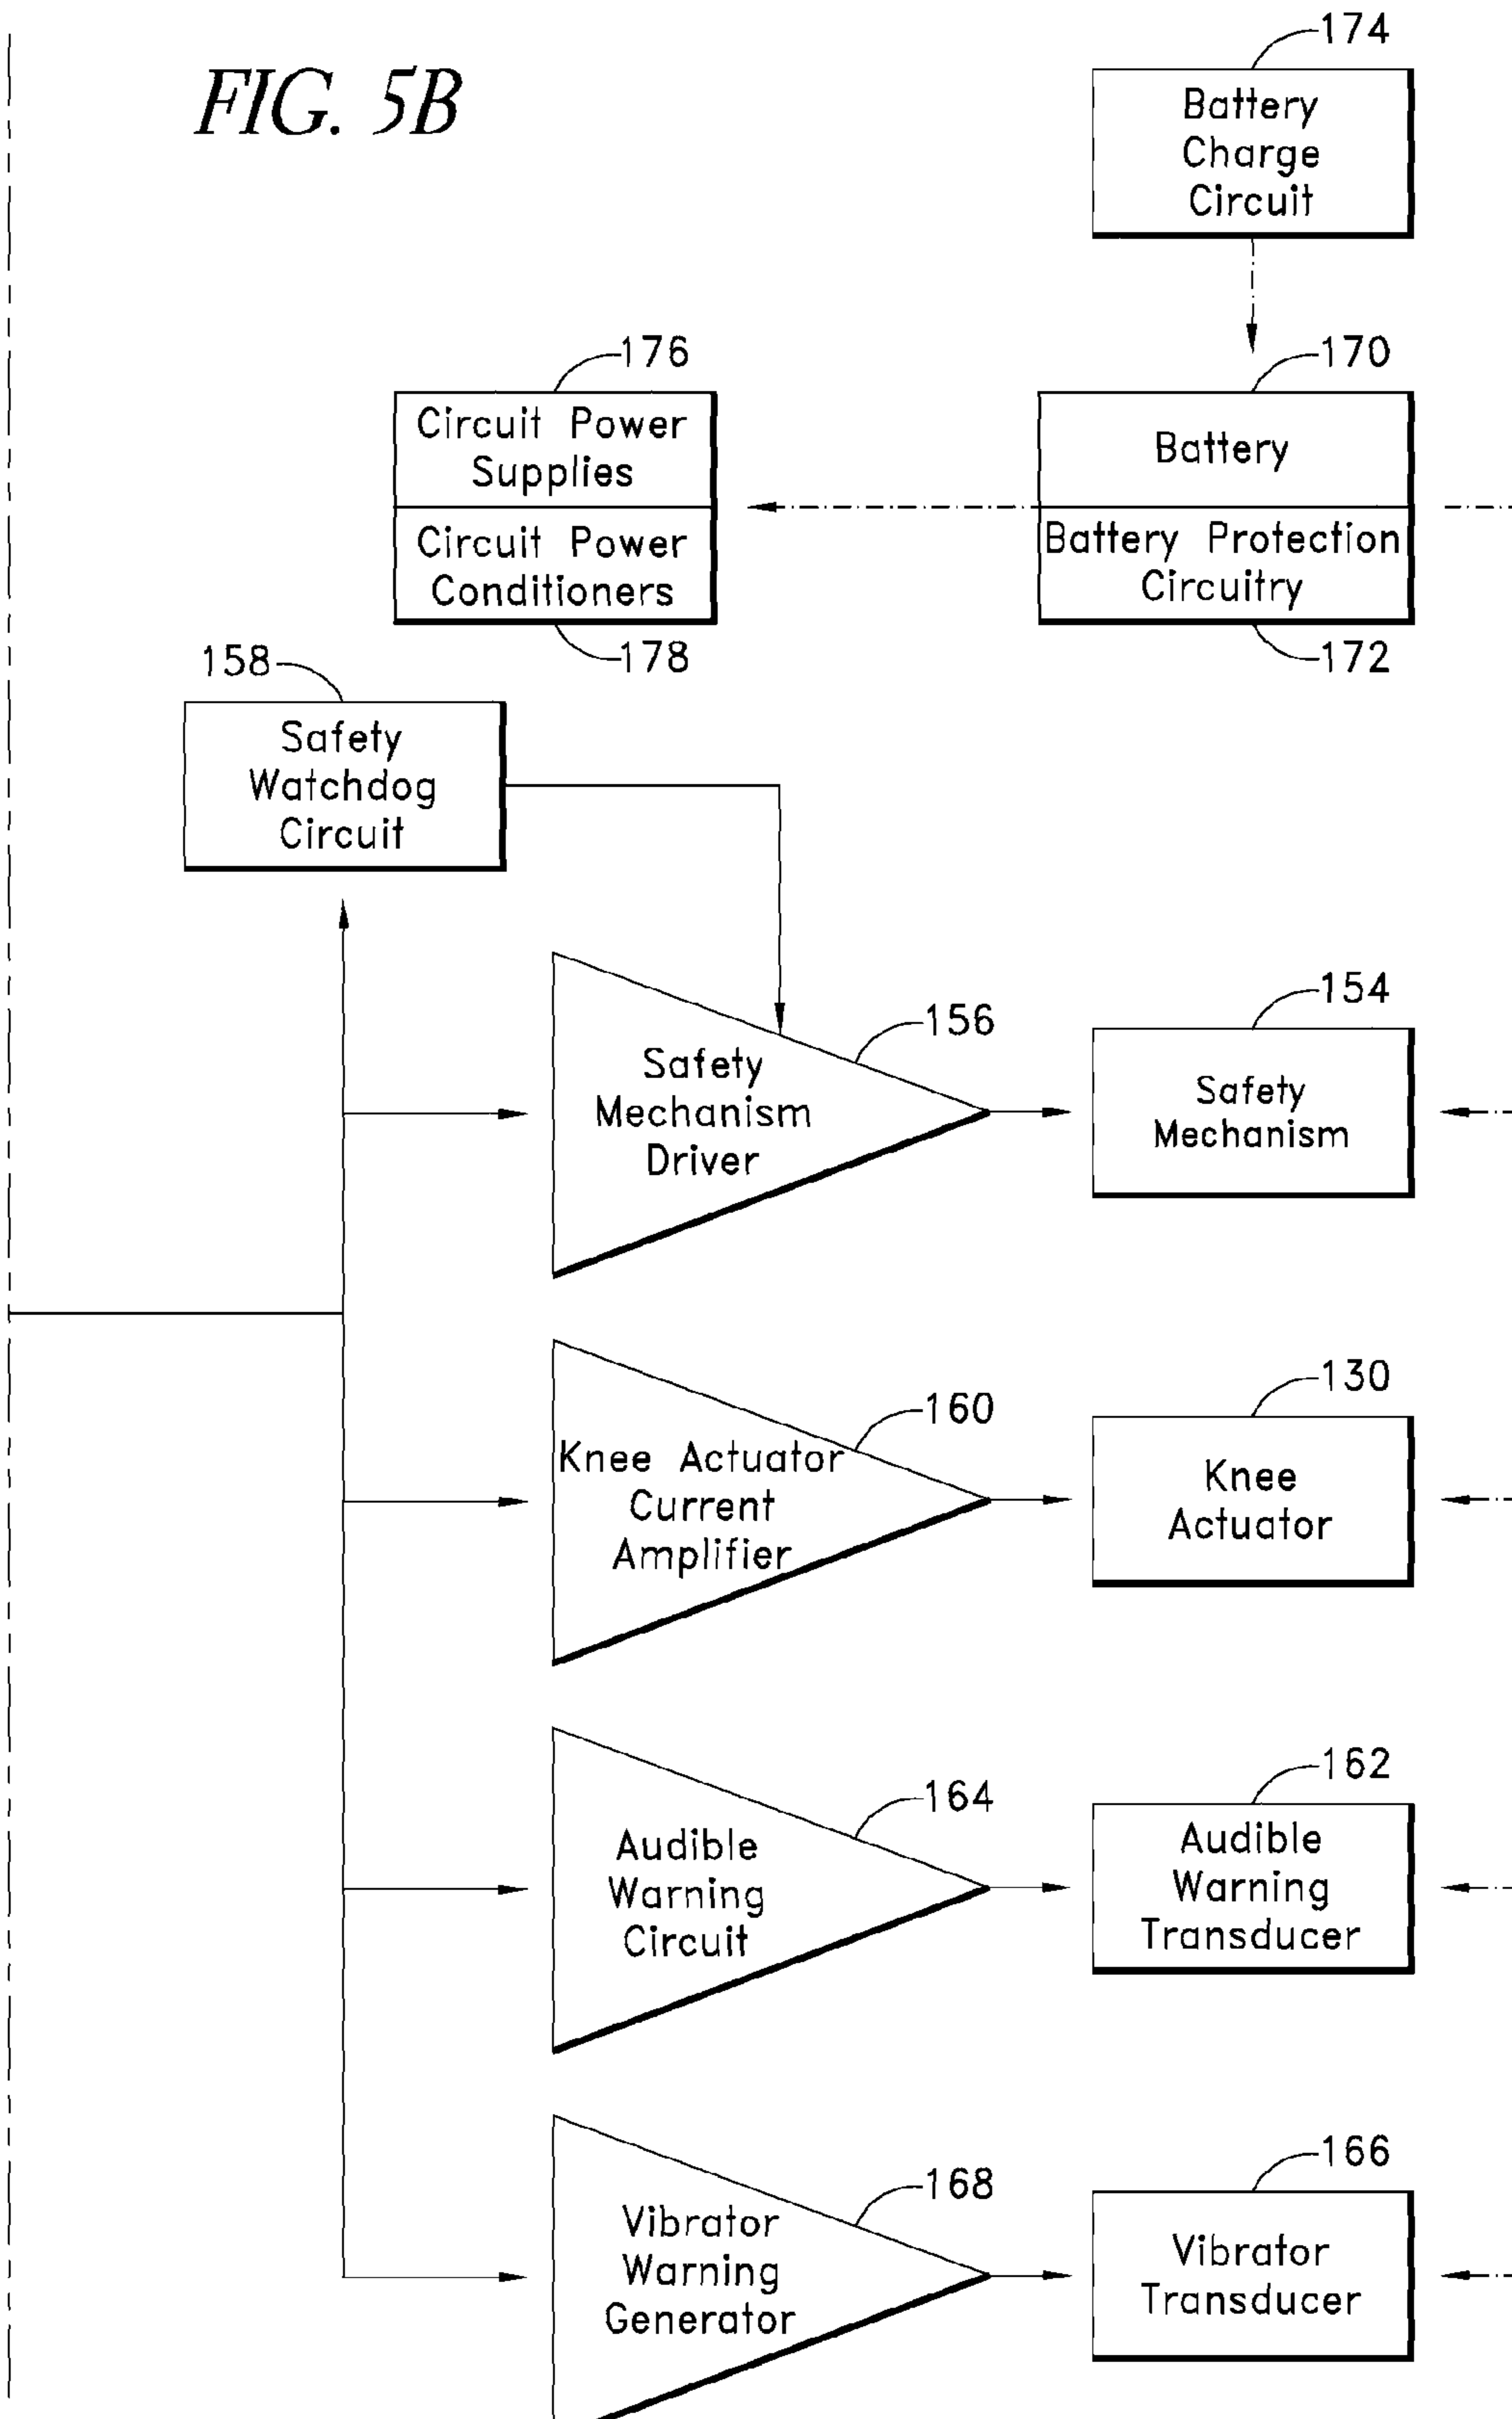 FIG. 5B
174
Battery
Charge
Circuit
176
170
Circuit Power
Supplies
Battery
Circuit Power
Conditioners
Battery Protection
Circuitry
178
172
158
Safety
Watchdog
Circuit
156
154
Safety
Mechanism
Driver
Safety
Mechanism
160
130
Knee Actuator
Current
Amplifier
Knee
Actuator
164
162
Audible
Warning
Circuit
Audible
Warning
Transducer
168
166
Vibrator
Warning
Generator
Vibrator
Transducer